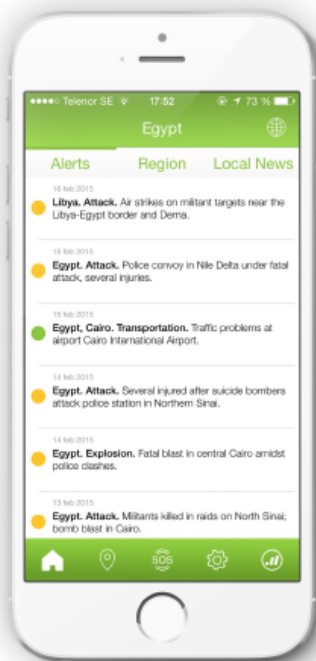 Telenor SE 17:52 73 %
Egypt
Alerts Region Local News
16 feb 2015
Libya. Attack. Air strikes on militant targets near the
Libya-Egypt border and Derna.
15 feb 2015
Egypt. Attack. Police convoy in Nile Delta under fatal
attack, several injuries.
15 feb 2015
Egypt, Cairo. Transportation. Traffic problems at
airport Cairo International Airport.
14 feb 2015
Egypt. Attack. Several injured after suicide bombers
attack police station in Northern Sinai.
14 feb 2015
Egypt. Explosion. Fatal blast in central Cairo amidst
police clashes.
13 feb 2015
Egypt. Attack. Militants killed in raids on North Sinai;
bomb blast in Cairo.
SOS